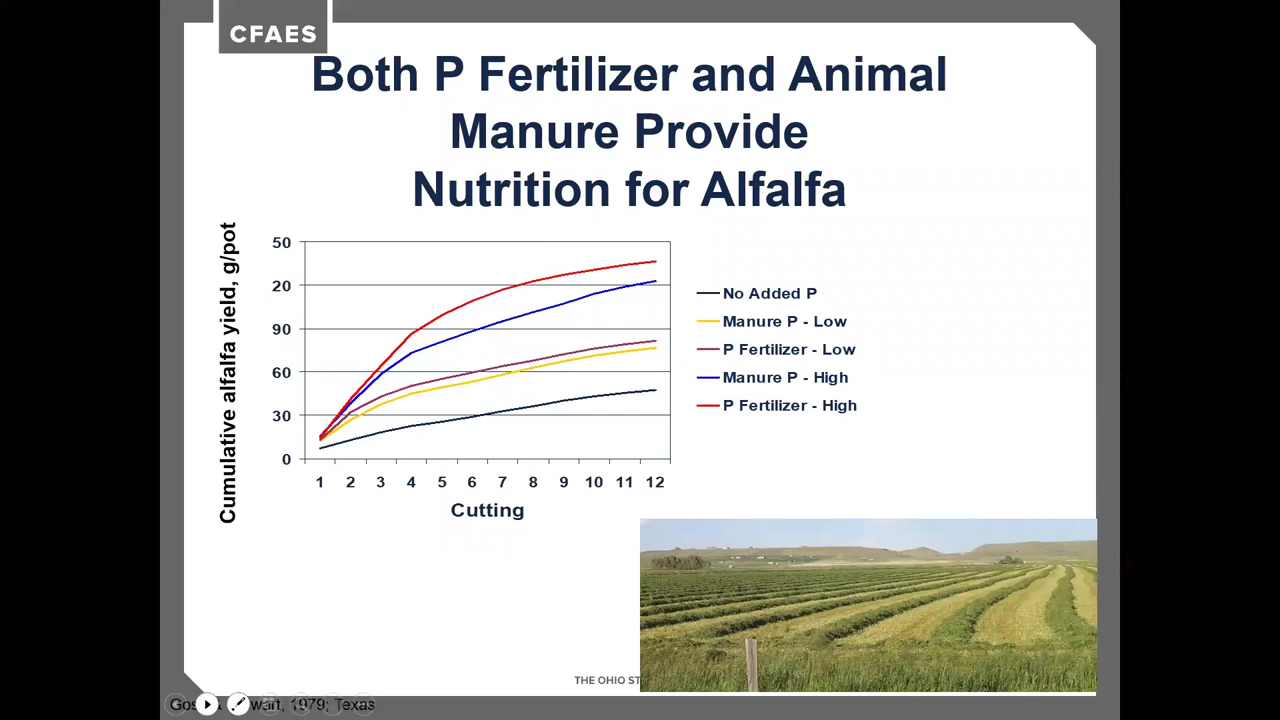 CFAES
Both P Fertilizer and Animal
Manure Provide
Nutrition for Alfalfa
Cumulative alfalfa yield, g/pot
50
20
90
60
30
0
1 2 3 4 5 6 7 8 9 10 11 12
Cutting
No Added P
Manure P - Low
P Fertilizer - Low
Manure P - High
P Fertilizer - High
THE OHIO
1979; Texas